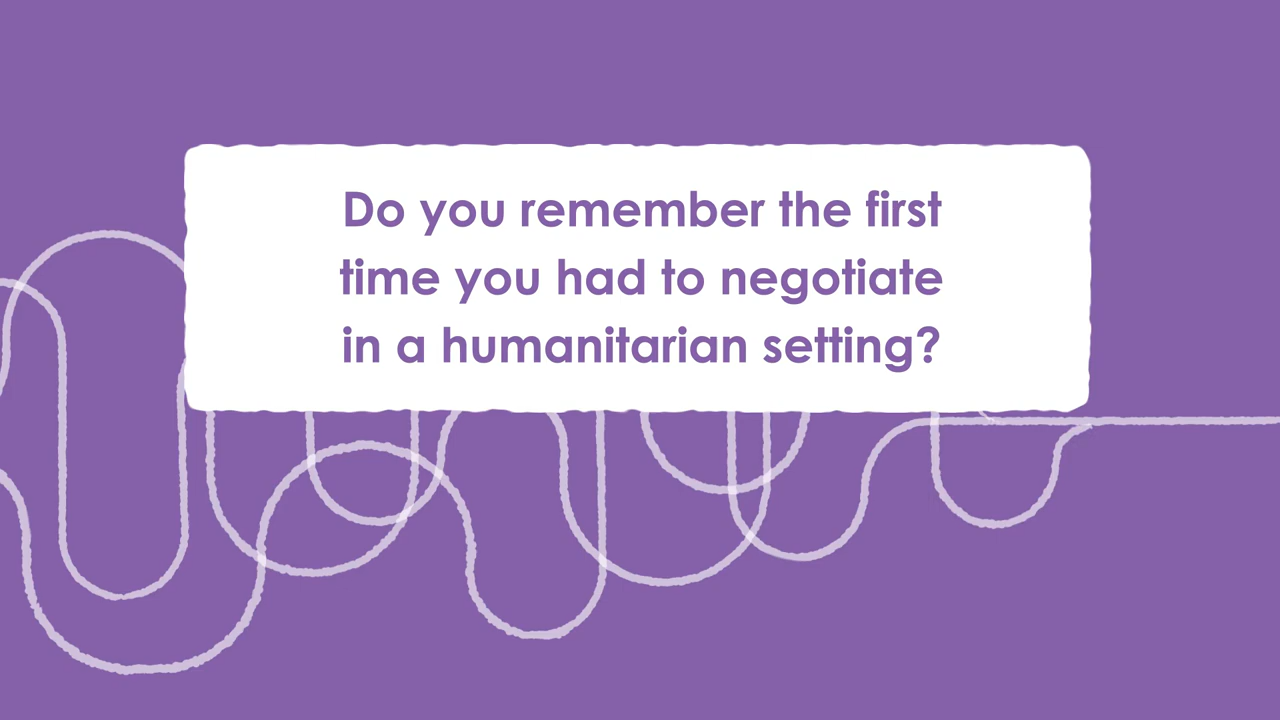 Do you remember the first
time you had to negotiate
in a humanitarian setting?